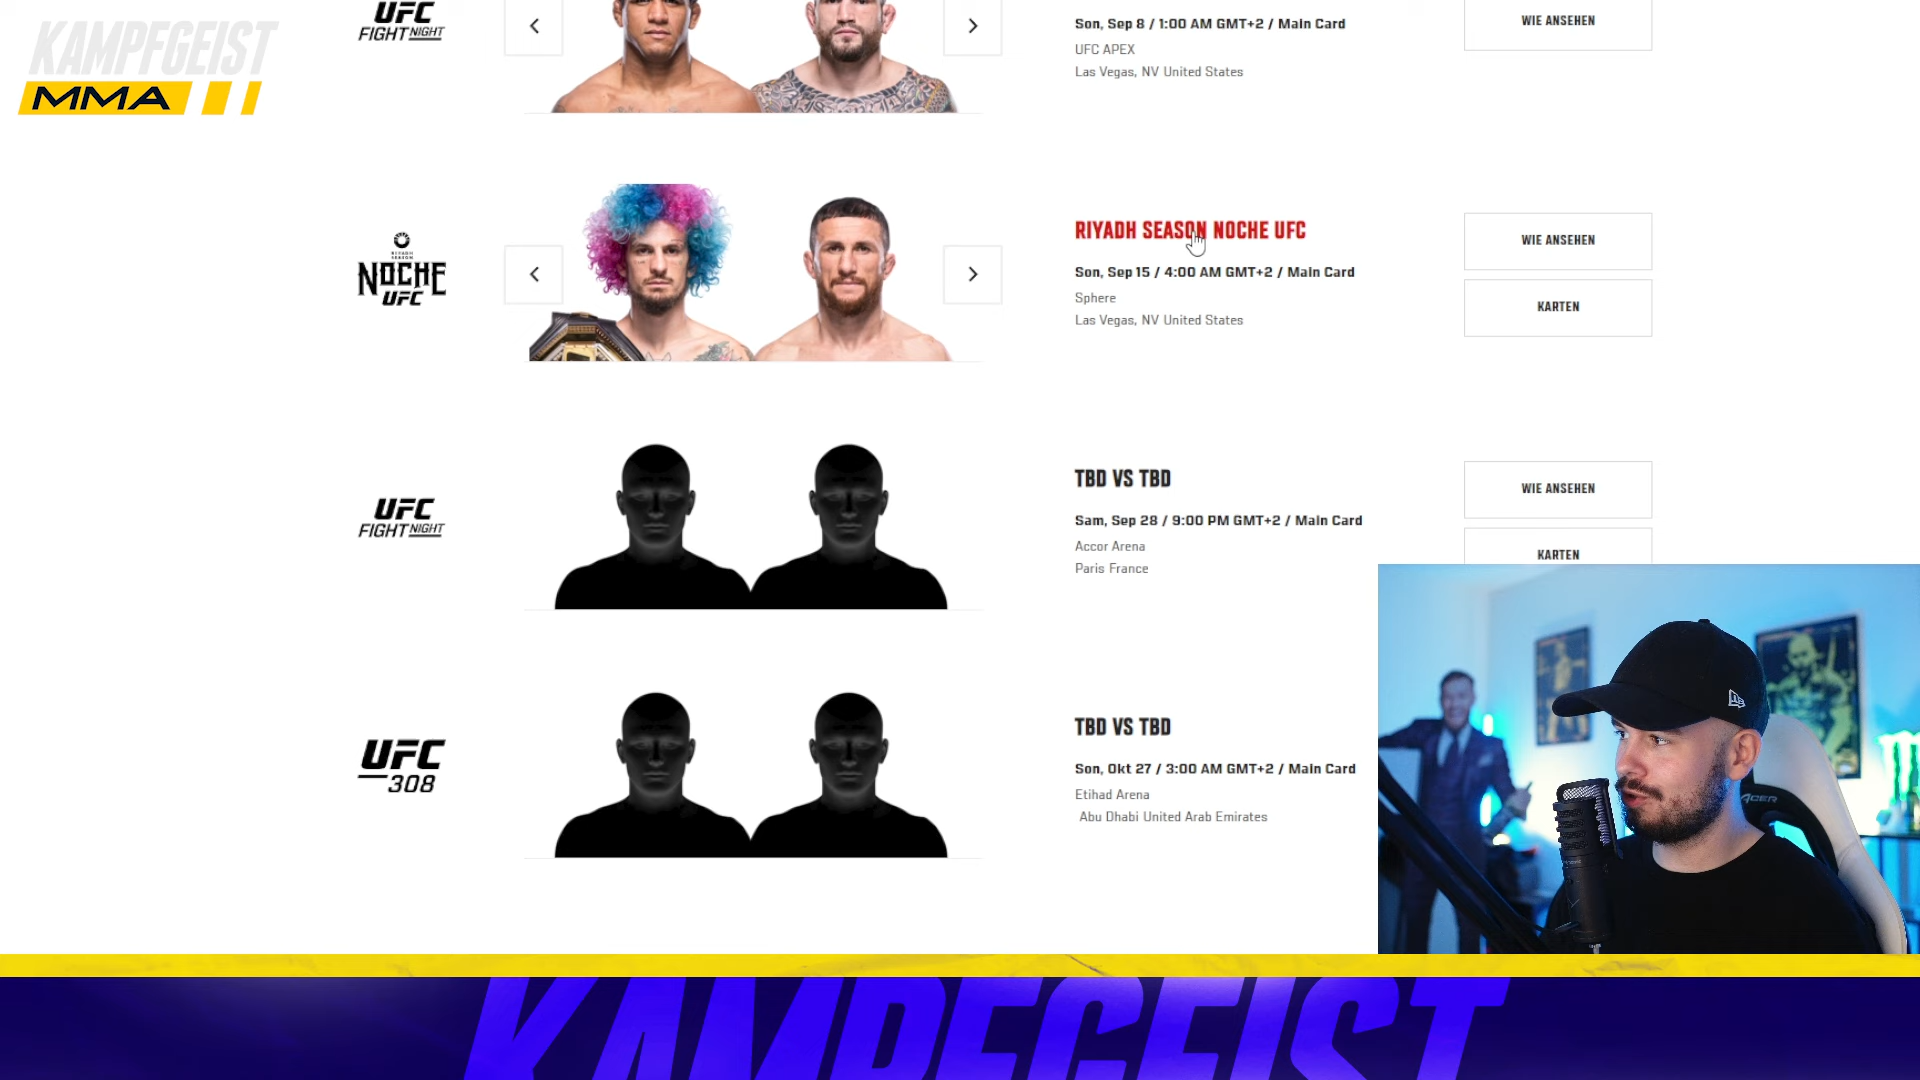 KAMPFGEIST
MMA
UFC
FIGHT NIGHT
Son, Sep 8 / 1:00 AM GMT+2 / Main Card
UFC APEX
Las Vegas, NV United States
WIE ANSEHEN
RIYADH
SEASON
NOCHE
UFC
RIYADH SEASON NOCHE UFC
Son, Sep 15 / 4:00 AM GMT+2 / Main Card
Sphere
Las Vegas, NV United States
WIE ANSEHEN
KARTEN
UFC
FIGHT NIGHT
TBD VS TBD
Sam, Sep 28 / 9:00 PM GMT+2 / Main Card
Accor Arena
Paris France
WIE ANSEHEN
KARTEN
UFC
308
TBD VS TBD
Son, Okt 27 / 3:00 AM GMT+2 / Main Card
Etihad Arena
Abu Dhabi United Arab Emirates
ACER
KAMPFGEIST